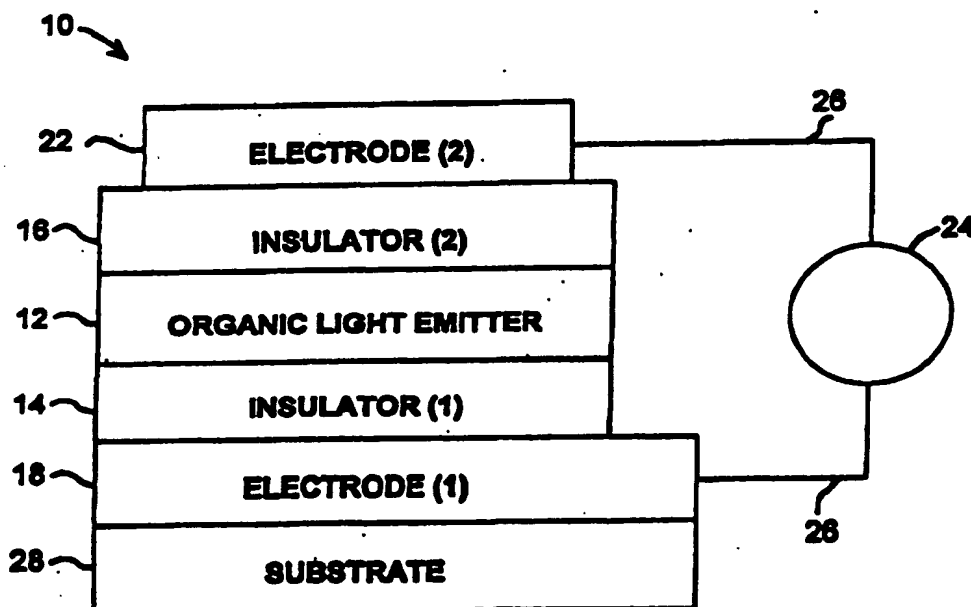 10
22
ELECTRODE (2)
26
16
INSULATOR (2)
24
12
ORGANIC LIGHT EMITTER
14
INSULATOR (1)
18
ELECTRODE (1)
26
28
SUBSTRATE